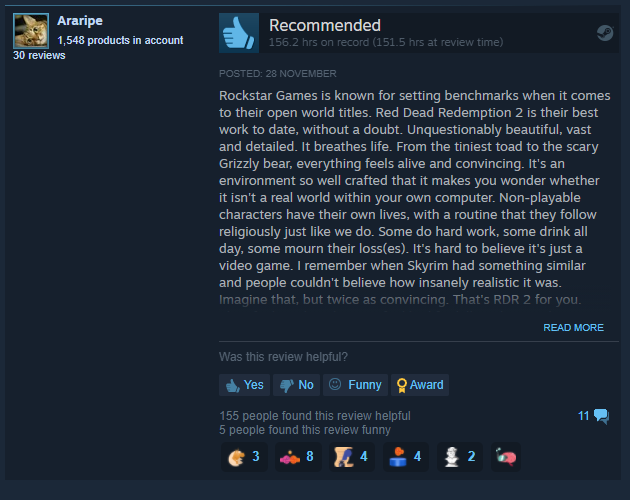 Araripe
1,548 products in account
30 reviews
Recommended
156.2 hrs on record (151.5 hrs at review time)
POSTED: 28 NOVEMBER
Rockstar Games is known for setting benchmarks when it comes
to their open world titles. Red Dead Redemption 2 is their best
work to date, without a doubt. Unquestionably beautiful, vast
and detailed. It breathes life. From the tiniest toad to the scary
Grizzly bear, everything feels alive and convincing. It's an
environment so well crafted that it makes you wonder whether
it isn't a real world within your own computer. Non-playable
characters have their own lives, with a routine that they follow
religiously just like we do. Some do hard work, some drink all
day, some mourn their loss(es). It's hard to believe it's just a
video game. I remember when Skyrim had something similar
and people couldn't believe how insanely realistic it was.
Imagine that, but twice as convincing. That's RDR 2 for you.
READ MORE
Was this review helpful?
Yes No Funny Award
155 people found this review helpful 11
5 people found this review funny
3 8 4 4 2